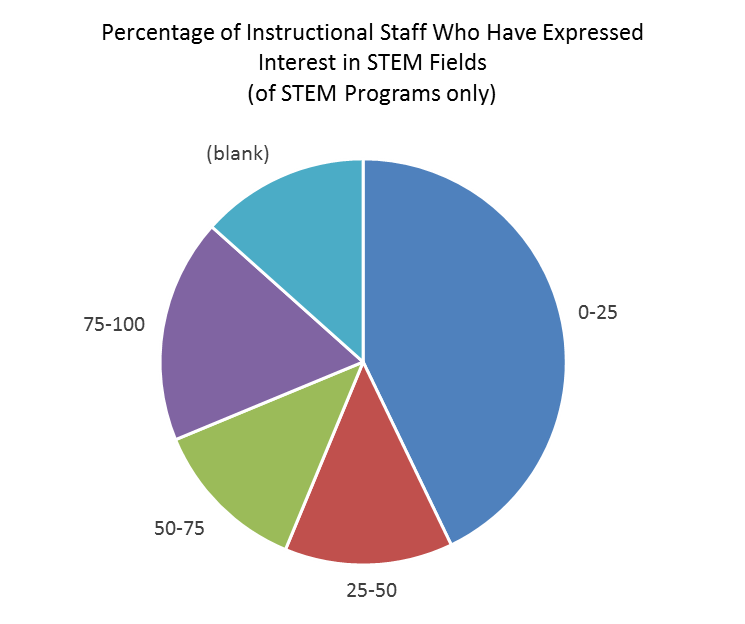 Percentage of Instructional Staff Who Have Expressed
Interest in STEM Fields
(of STEM Programs only)
(blank)
0-25
75-100
50-75
25-50